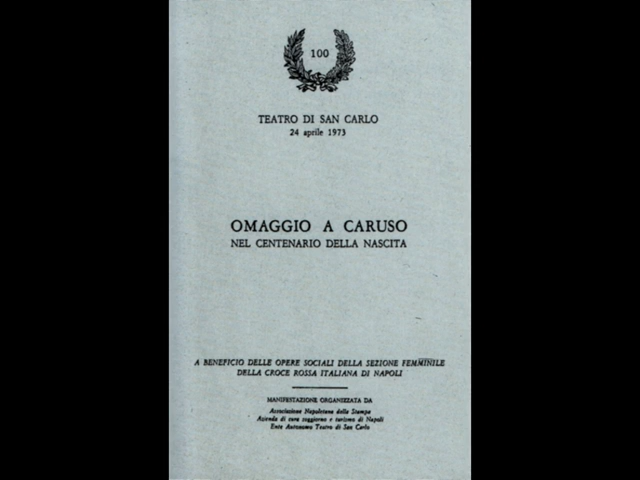 100
TEATRO DI SAN CARLO
24 aprile 1973
OMAGGIO A CARUSO
NEL CENTENARIO DELLA NASCITA
A BENEFICIO DELLE OPERE SOCIALI DELLA SEZIONE FEMMINILE
DELLA CROCE ROSSA ITALIANA DI NAPOLI
MANIFESTAZIONE ORGANIZZATA DA
Associazione Napoletana della Stampa
Azienda di cura soggiorno e turismo di Napoli
Ente Autonomo Teatro di San Carlo